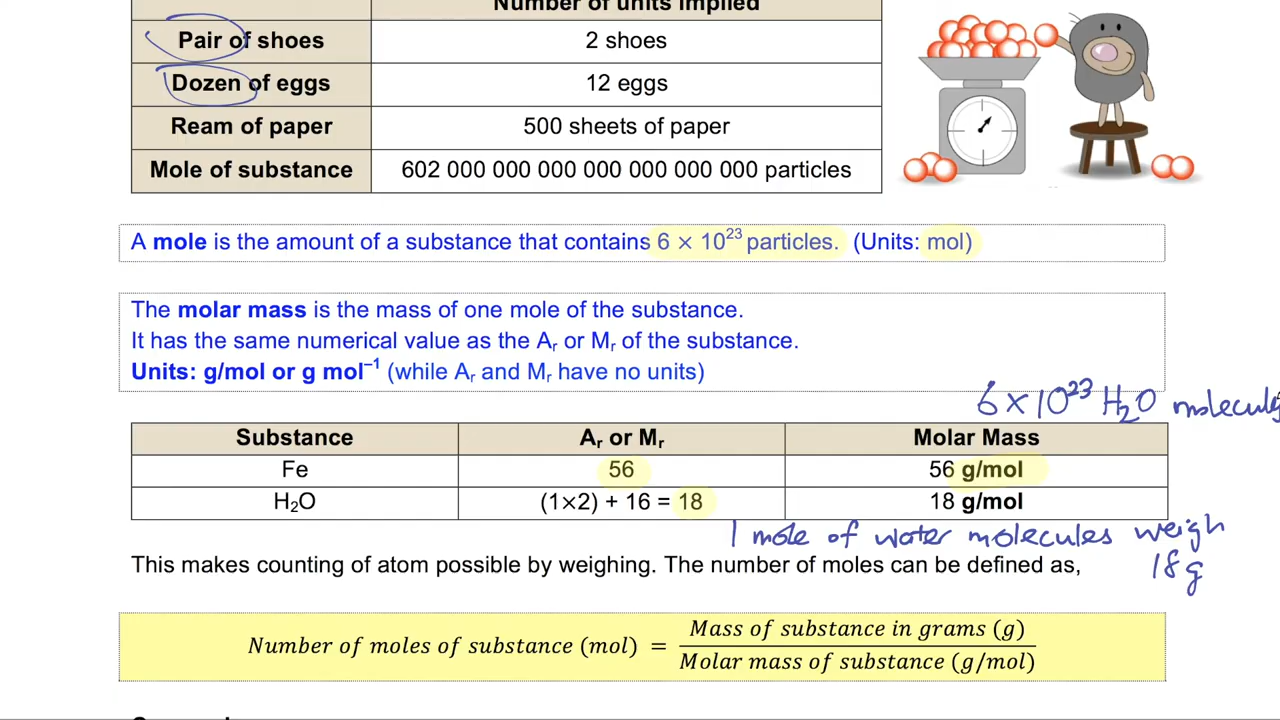 Number of units implied
Pair of shoes 2 shoes
Dozen of eggs 12 eggs
Ream of paper 500 sheets of paper
Mole of substance 602 000 000 000 000 000 000 000 particles
A mole is the amount of a substance that contains 6 × 10²³ particles. (Units: mol)
The molar mass is the mass of one mole of the substance.
It has the same numerical value as the Aᵣ or Mᵣ of the substance.
Units: g/mol or g mol⁻¹ (while Aᵣ and Mᵣ have no units)
6 × 10²³ H₂O molecules
Substance Aᵣ or Mᵣ Molar Mass
Fe 56 56 g/mol
H₂O (1×2) + 16 = 18 18 g/mol
1 mole of water molecules weigh
18 g
This makes counting of atom possible by weighing. The number of moles can be defined as,
Number of moles of substance (mol) = Mass of substance in grams (g) / Molar mass of substance (g/mol)